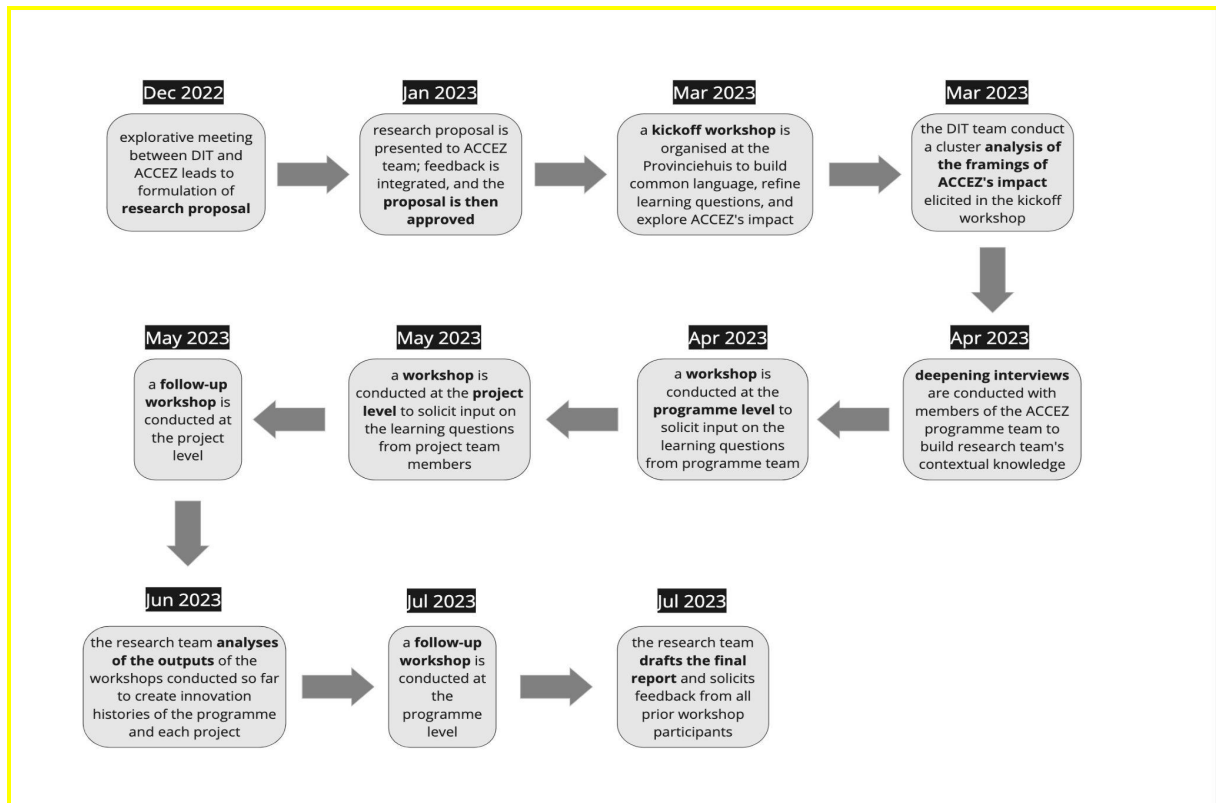 Dec 2022
explorative meeting
between DIT and
ACCEZ leads to
formulation of
research proposal
Jan 2023
research proposal is
presented to ACCEZ
team; feedback is
integrated, and the
proposal is then
approved
Mar 2023
a kickoff workshop is
organised at the
Provinciehuis to build
common language, refine
learning questions, and
explore ACCEZ's impact
Mar 2023
the DIT team conduct
a cluster analysis of
the framings of
ACCEZ's impact
elicited in the kickoff
workshop
Apr 2023
deepening interviews
are conducted with
members of the ACCEZ
programme team to
build research team's
contextual knowledge
Apr 2023
a workshop is
conducted at the
programme level to
solicit input on the
learning questions
from programme team
May 2023
a workshop is
conducted at the project
level to solicit input on
the learning questions
from project team
members
May 2023
a follow-up
workshop is
conducted at
the project
level
Jun 2023
the research team analyses
of the outputs of the
workshops conducted so far
to create innovation
histories of the programme
and each project
Jul 2023
a follow-up
workshop is
conducted at
the
programme
level
Jul 2023
the research team
drafts the final
report and solicits
feedback from all
prior workshop
participants